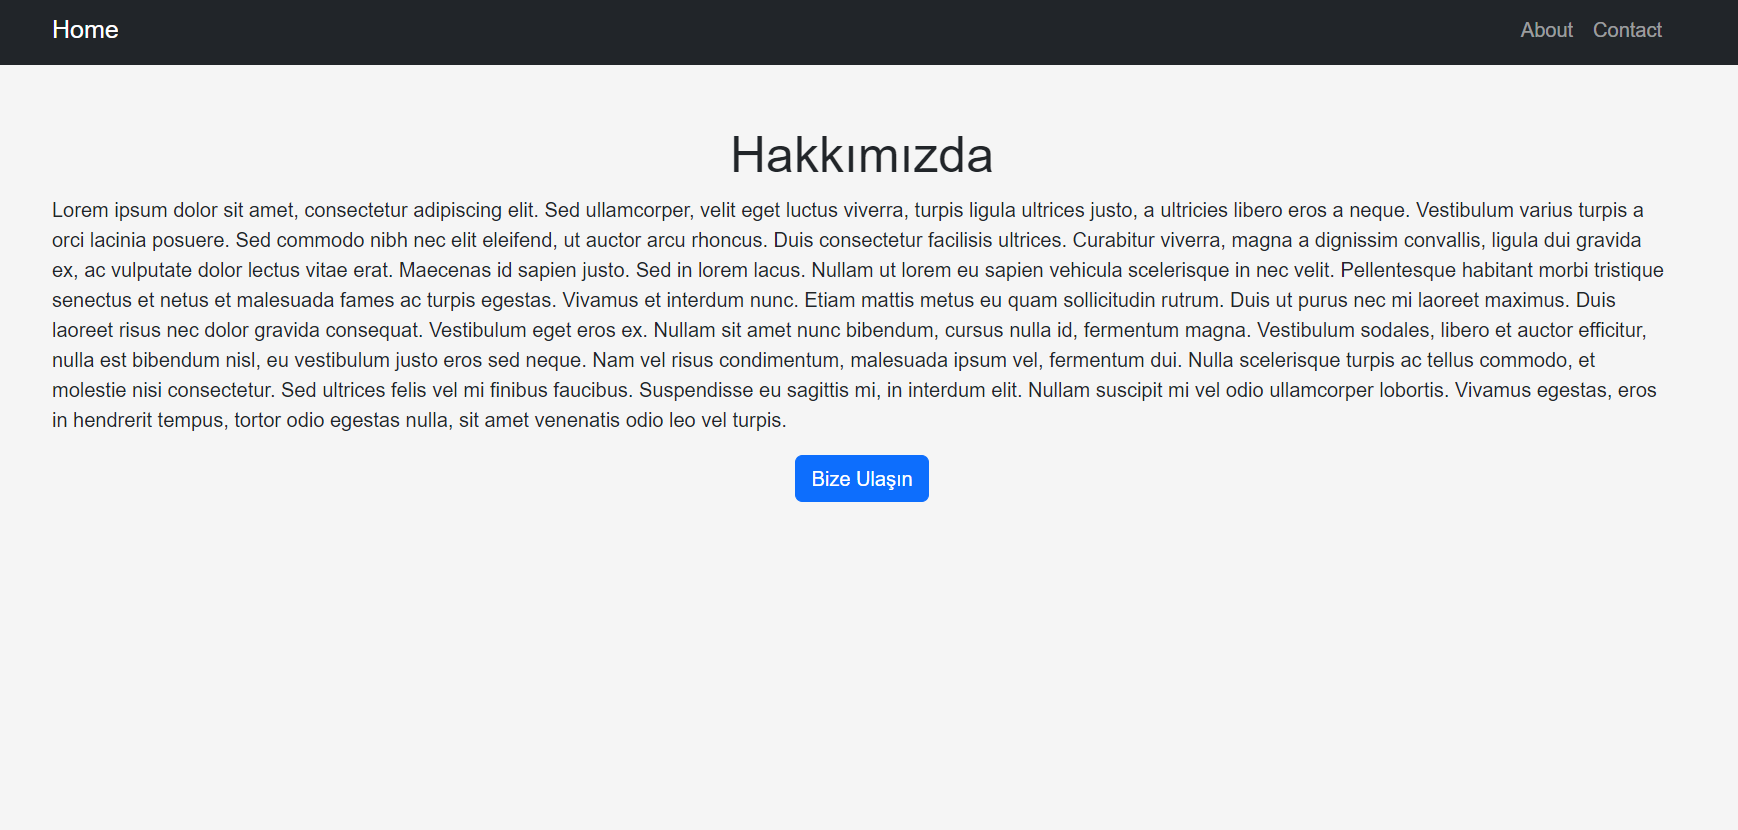 Home
About
Contact
Hakkımızda
Lorem ipsum dolor sit amet, consectetur adipiscing elit. Sed ullamcorper, velit eget luctus viverra, turpis ligula ultrices justo, a ultricies libero eros a neque. Vestibulum varius turpis a
orci lacinia posuere. Sed commodo nibh nec elit eleifend, ut auctor arcu rhoncus. Duis consectetur facilisis ultrices. Curabitur viverra, magna a dignissim convallis, ligula dui gravida
ex, ac vulputate dolor lectus vitae erat. Maecenas id sapien justo. Sed in lorem lacus. Nullam ut lorem eu sapien vehicula scelerisque in nec velit. Pellentesque habitant morbi tristique
senectus et netus et malesuada fames ac turpis egestas. Vivamus et interdum nunc. Etiam mattis metus eu quam sollicitudin rutrum. Duis ut purus nec mi laoreet maximus. Duis
laoreet risus nec dolor gravida consequat. Vestibulum eget eros ex. Nullam sit amet nunc bibendum, cursus nulla id, fermentum magna. Vestibulum sodales, libero et auctor efficitur,
nulla est bibendum nisl, eu vestibulum justo eros sed neque. Nam vel risus condimentum, malesuada ipsum vel, fermentum dui. Nulla scelerisque turpis ac tellus commodo, et
molestie nisi consectetur. Sed ultrices felis vel mi finibus faucibus. Suspendisse eu sagittis mi, in interdum elit. Nullam suscipit mi vel odio ullamcorper lobortis. Vivamus egestas, eros
in hendrerit tempus, tortor odio egestas nulla, sit amet venenatis odio leo vel turpis.
Bize Ulaşın